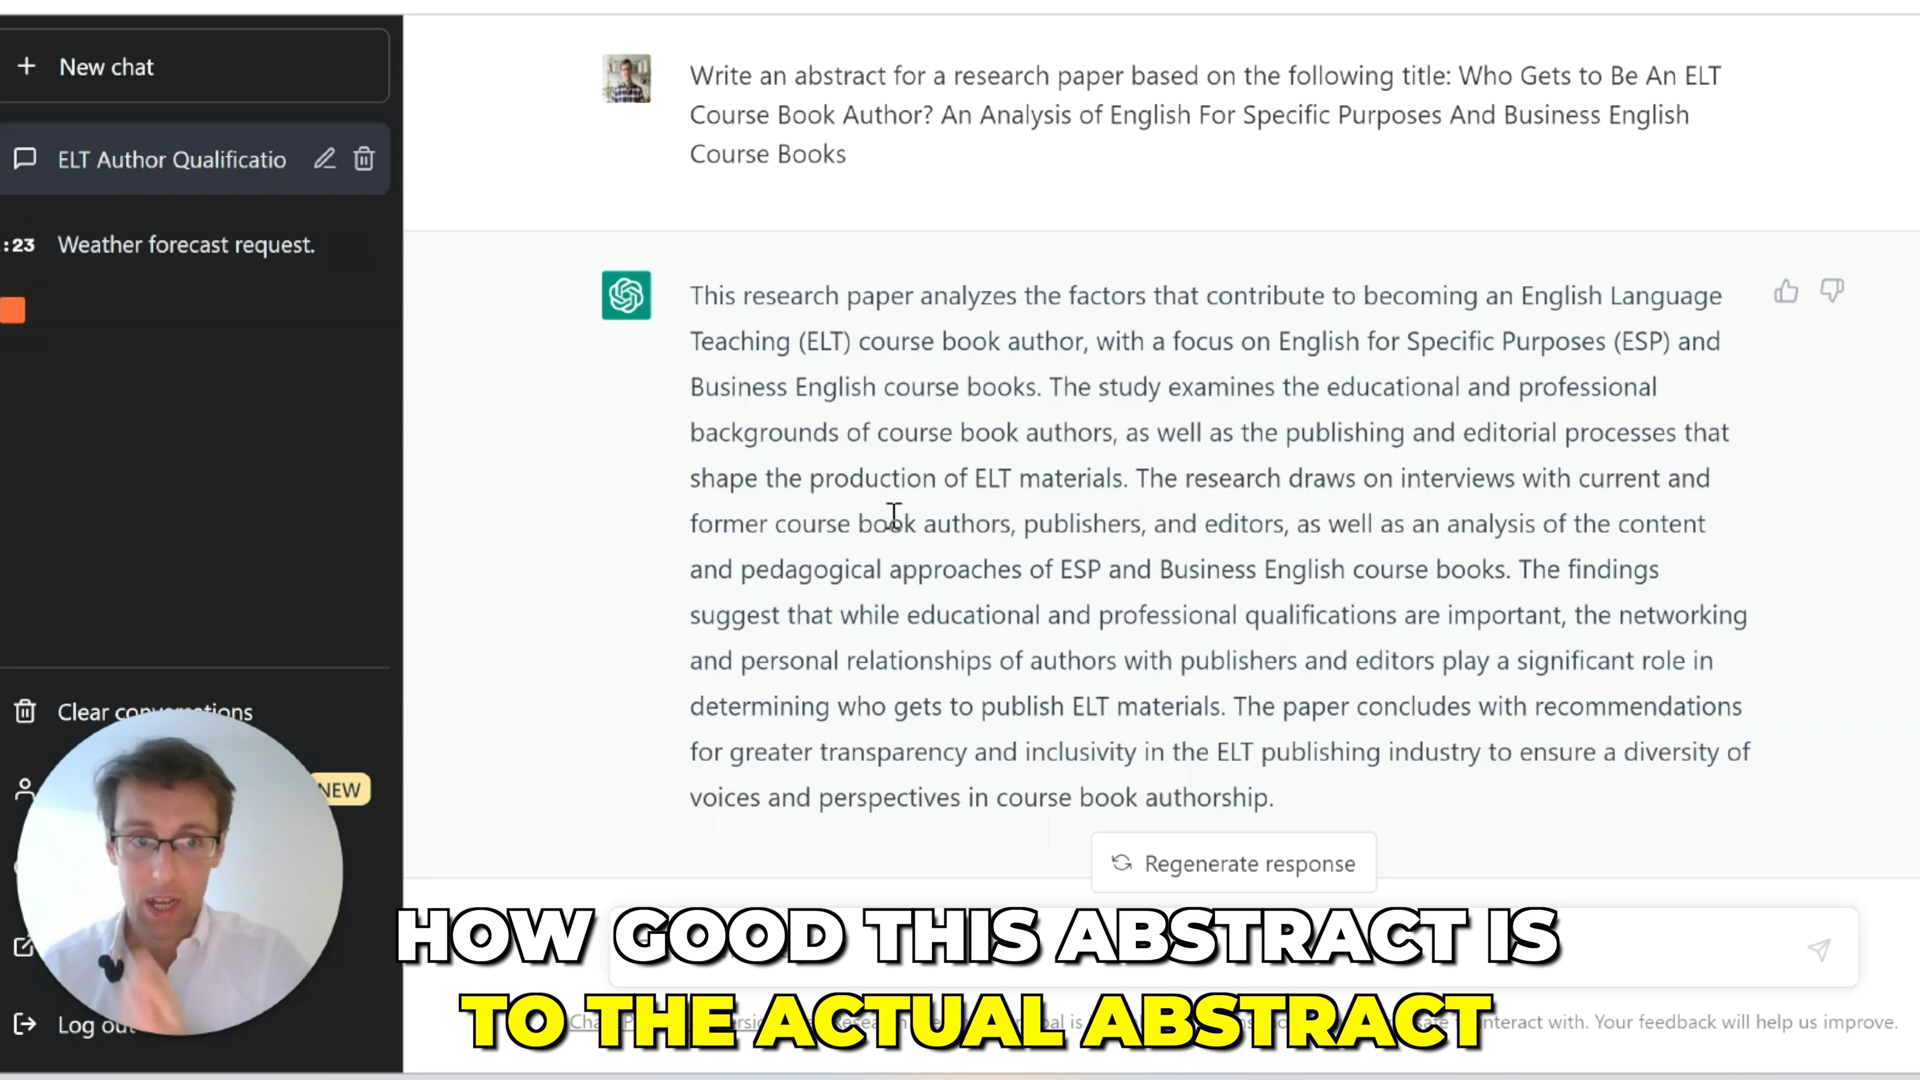 New chat
ELT Author Qualificatio
:23 Weather forecast request.
Clear conversations
NEW
Log out
Write an abstract for a research paper based on the following title: Who Gets to Be An ELT
Course Book Author? An Analysis of English For Specific Purposes And Business English
Course Books
This research paper analyzes the factors that contribute to becoming an English Language
Teaching (ELT) course book author, with a focus on English for Specific Purposes (ESP) and
Business English course books. The study examines the educational and professional
backgrounds of course book authors, as well as the publishing and editorial processes that
shape the production of ELT materials. The research draws on interviews with current and
former course book authors, publishers, and editors, as well as an analysis of the content
and pedagogical approaches of ESP and Business English course books. The findings
suggest that while educational and professional qualifications are important, the networking
and personal relationships of authors with publishers and editors play a significant role in
determining who gets to publish ELT materials. The paper concludes with recommendations
for greater transparency and inclusivity in the ELT publishing industry to ensure a diversity of
voices and perspectives in course book authorship.
Regenerate response
HOW GOOD THIS ABSTRACT IS
TO THE ACTUAL ABSTRACT
interact with. Your feedback will help us improve.